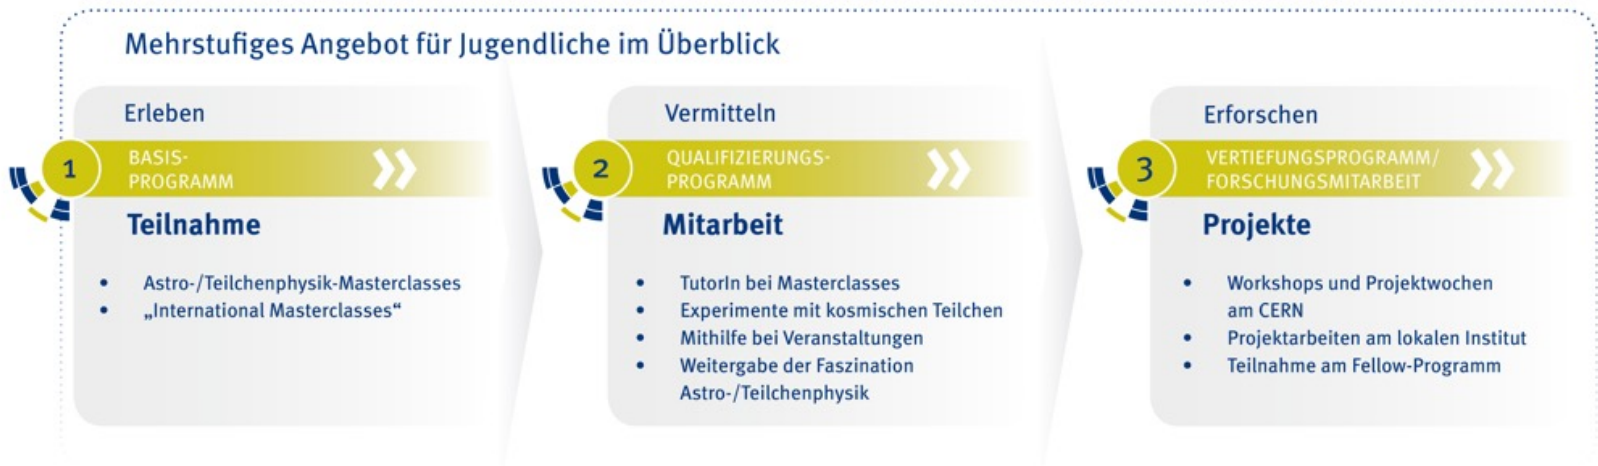 Mehrstufiges Angebot für Jugendliche im Überblick
Erleben
1
BASIS-
PROGRAMM
Teilnahme
• Astro-/Teilchenphysik-Masterclasses
• „International Masterclasses“
Vermitteln
2
QUALIFIZIERUNGS-
PROGRAMM
Mitarbeit
• TutorIn bei Masterclasses
• Experimente mit kosmischen Teilchen
• Mithilfe bei Veranstaltungen
• Weitergabe der Faszination
Astro-/Teilchenphysik
Erforschen
3
VERTIEFUNGSPROGRAMM/
FORSCHUNGSMITARBEIT
Projekte
• Workshops und Projektwochen
am CERN
• Projektarbeiten am lokalen Institut
• Teilnahme am Fellow-Programm